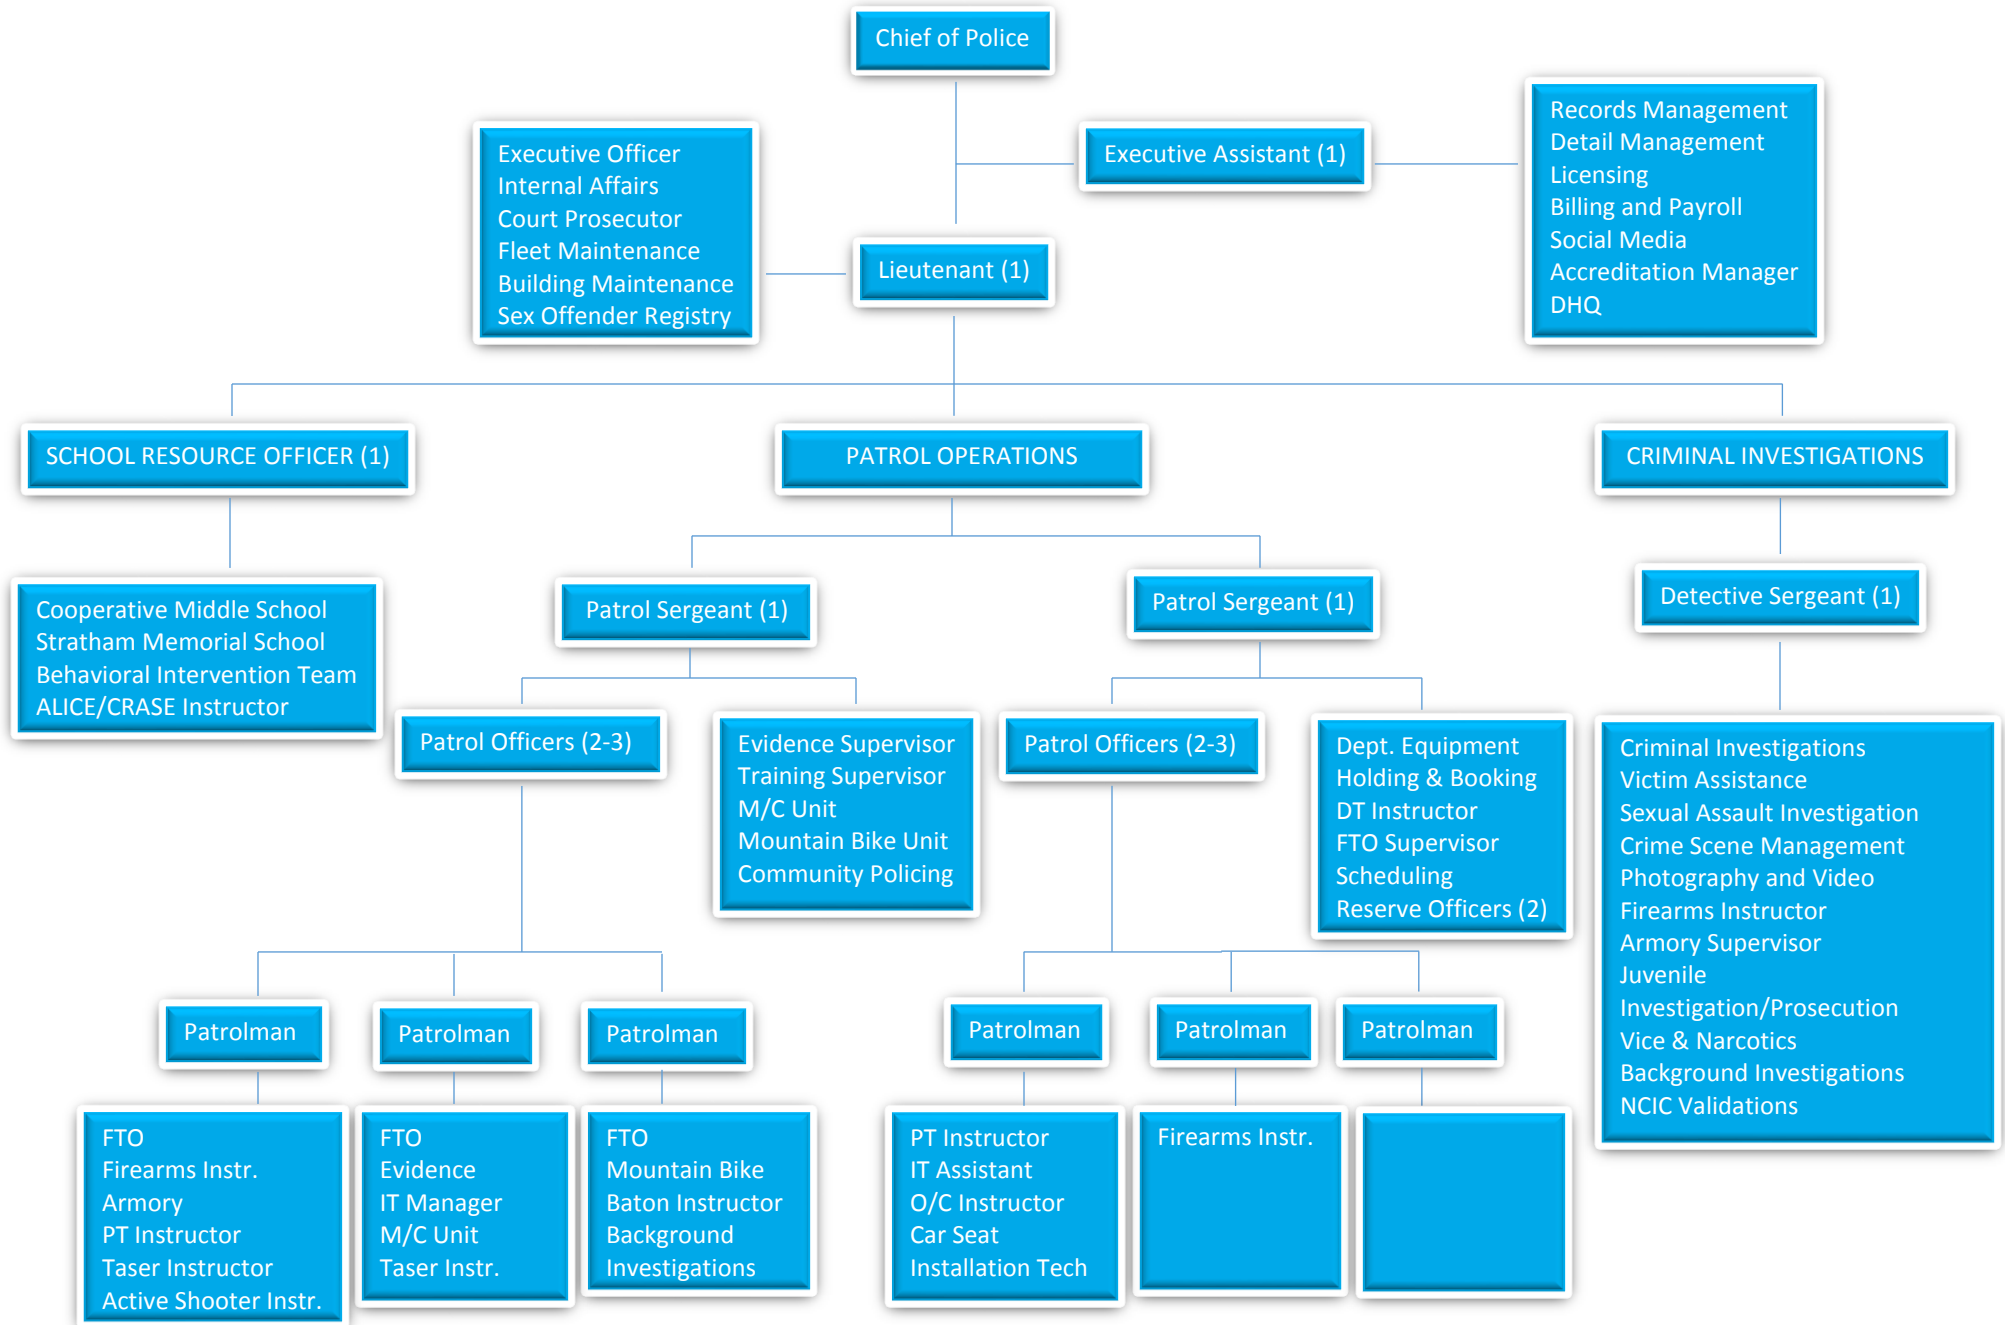 Chief of Police
Executive Assistant (1)
Records Management
Detail Management
Licensing
Billing and Payroll
Social Media
Accreditation Manager
DHQ
Executive Officer
Internal Affairs
Court Prosecutor
Fleet Maintenance
Building Maintenance
Sex Offender Registry
Lieutenant (1)
SCHOOL RESOURCE OFFICER (1)
PATROL OPERATIONS
CRIMINAL INVESTIGATIONS
Cooperative Middle School
Stratham Memorial School
Behavioral Intervention Team
ALICE/CRASE Instructor
Patrol Sergeant (1)
Patrol Sergeant (1)
Detective Sergeant (1)
Patrol Officers (2-3)
Evidence Supervisor
Training Supervisor
M/C Unit
Mountain Bike Unit
Community Policing
Patrol Officers (2-3)
Dept. Equipment
Holding & Booking
DT Instructor
FTO Supervisor
Scheduling
Reserve Officers (2)
Criminal Investigations
Victim Assistance
Sexual Assault Investigation
Crime Scene Management
Photography and Video
Firearms Instructor
Armory Supervisor
Juvenile
Investigation/Prosecution
Vice & Narcotics
Background Investigations
NCIC Validations
Patrolman
Patrolman
Patrolman
Patrolman
Patrolman
Patrolman
FTO
Firearms Instr.
Armory
PT Instructor
Taser Instructor
Active Shooter Instr.
FTO
Evidence
IT Manager
M/C Unit
Taser Instr.
FTO
Mountain Bike
Baton Instructor
Background
Investigations
PT Instructor
IT Assistant
O/C Instructor
Car Seat
Installation Tech
Firearms Instr.